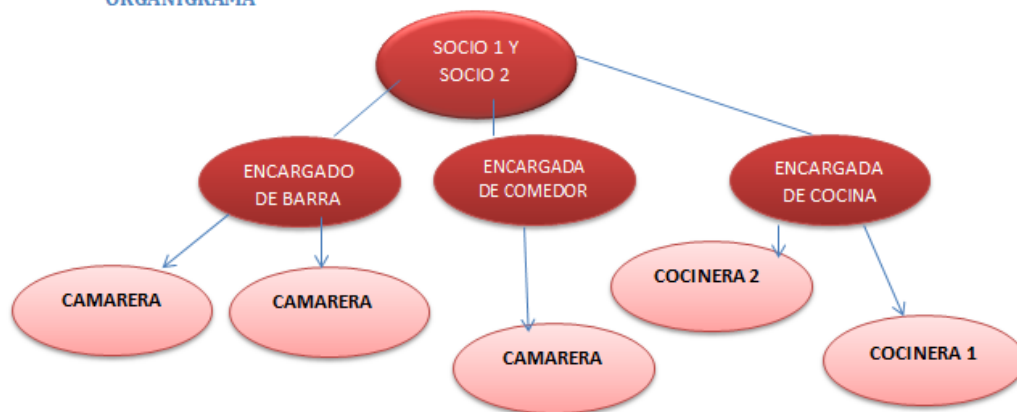 ORGANIGRAMA
SOCIO 1 Y
SOCIO 2
ENCARGADO
DE BARRA
ENCARGADA
DE COMEDOR
ENCARGADA
DE COCINA
CAMARERA
CAMARERA
COCINERA 2
CAMARERA
COCINERA 1